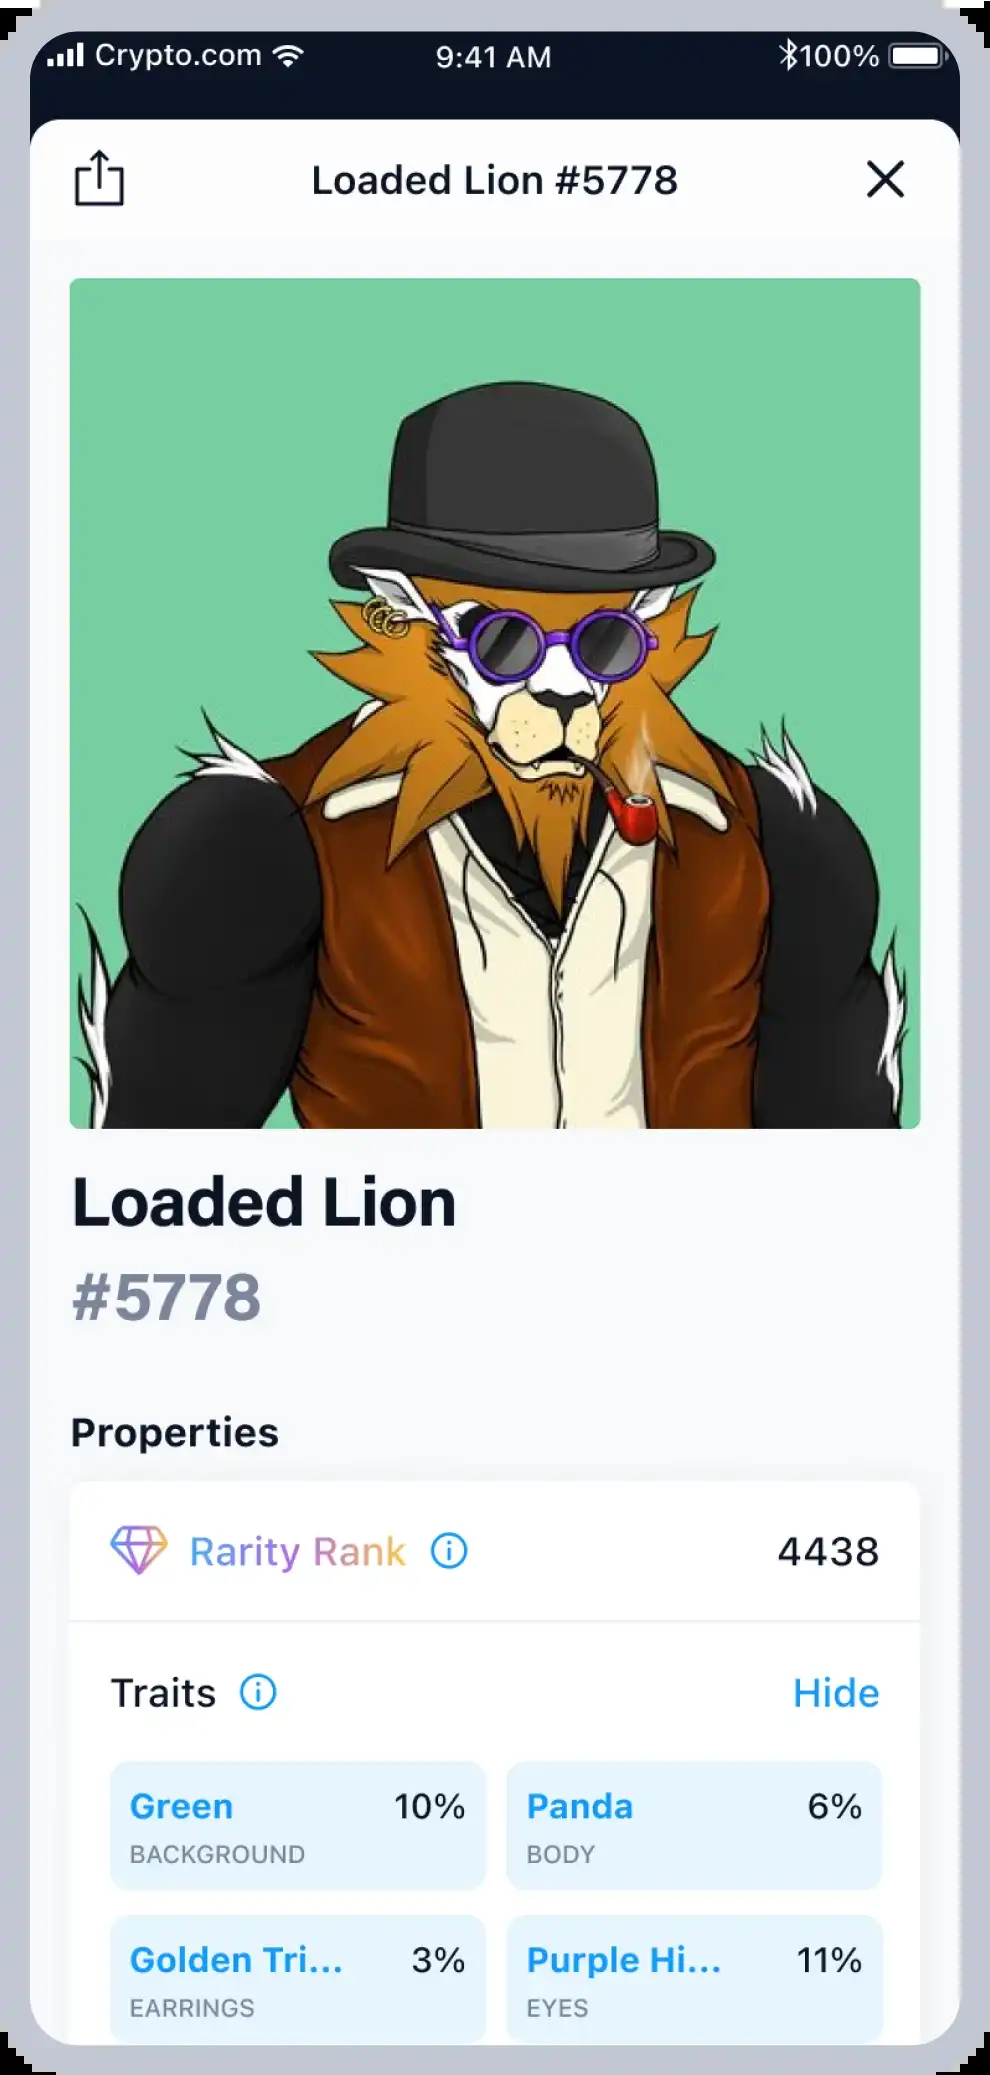 Crypto.com 9:41 AM 100%
Loaded Lion #5778
Loaded Lion
#5778
Properties
Rarity Rank 4438
Traits Hide
Green 10% Panda 6%
BACKGROUND BODY
Golden Tri... 3% Purple Hi... 11%
EARRINGS EYES